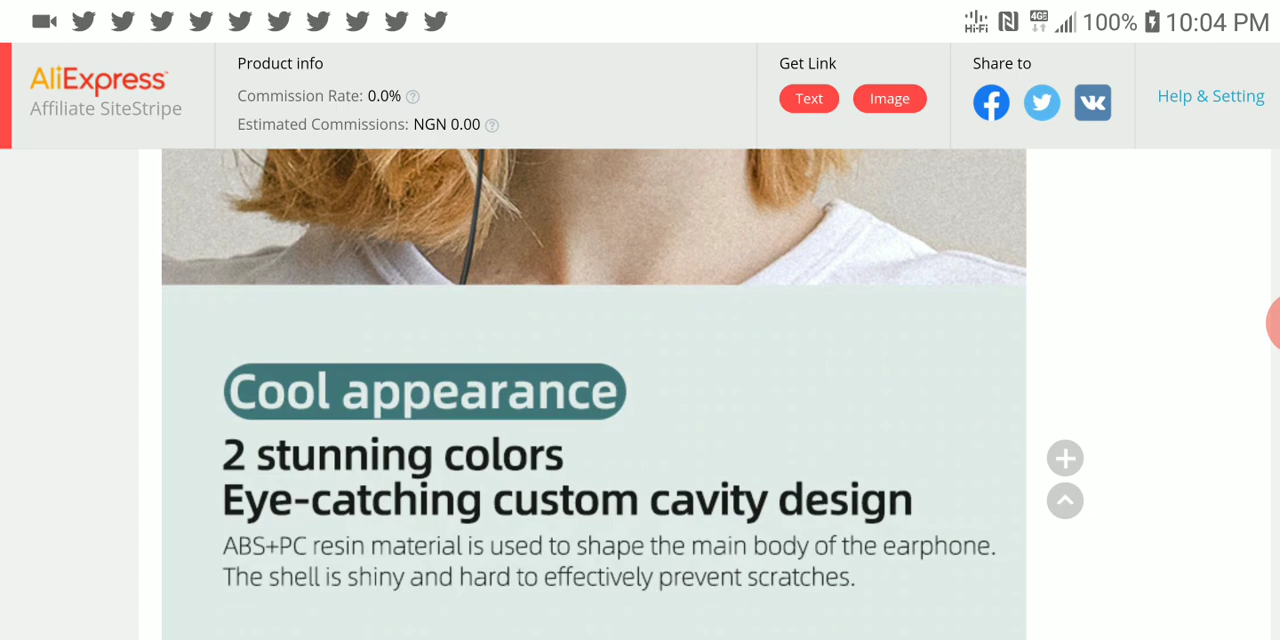 Hi-Fi
4GE
100%
10:04 PM
AliExpress
Affiliate SiteStripe
Product info
Commission Rate: 0.0%
Estimated Commissions: NGN 0.00
Get Link
Text
Image
Share to
Help & Setting
Cool appearance
2 stunning colors
Eye-catching custom cavity design
ABS+PC resin material is used to shape the main body of the earphone.
The shell is shiny and hard to effectively prevent scratches.